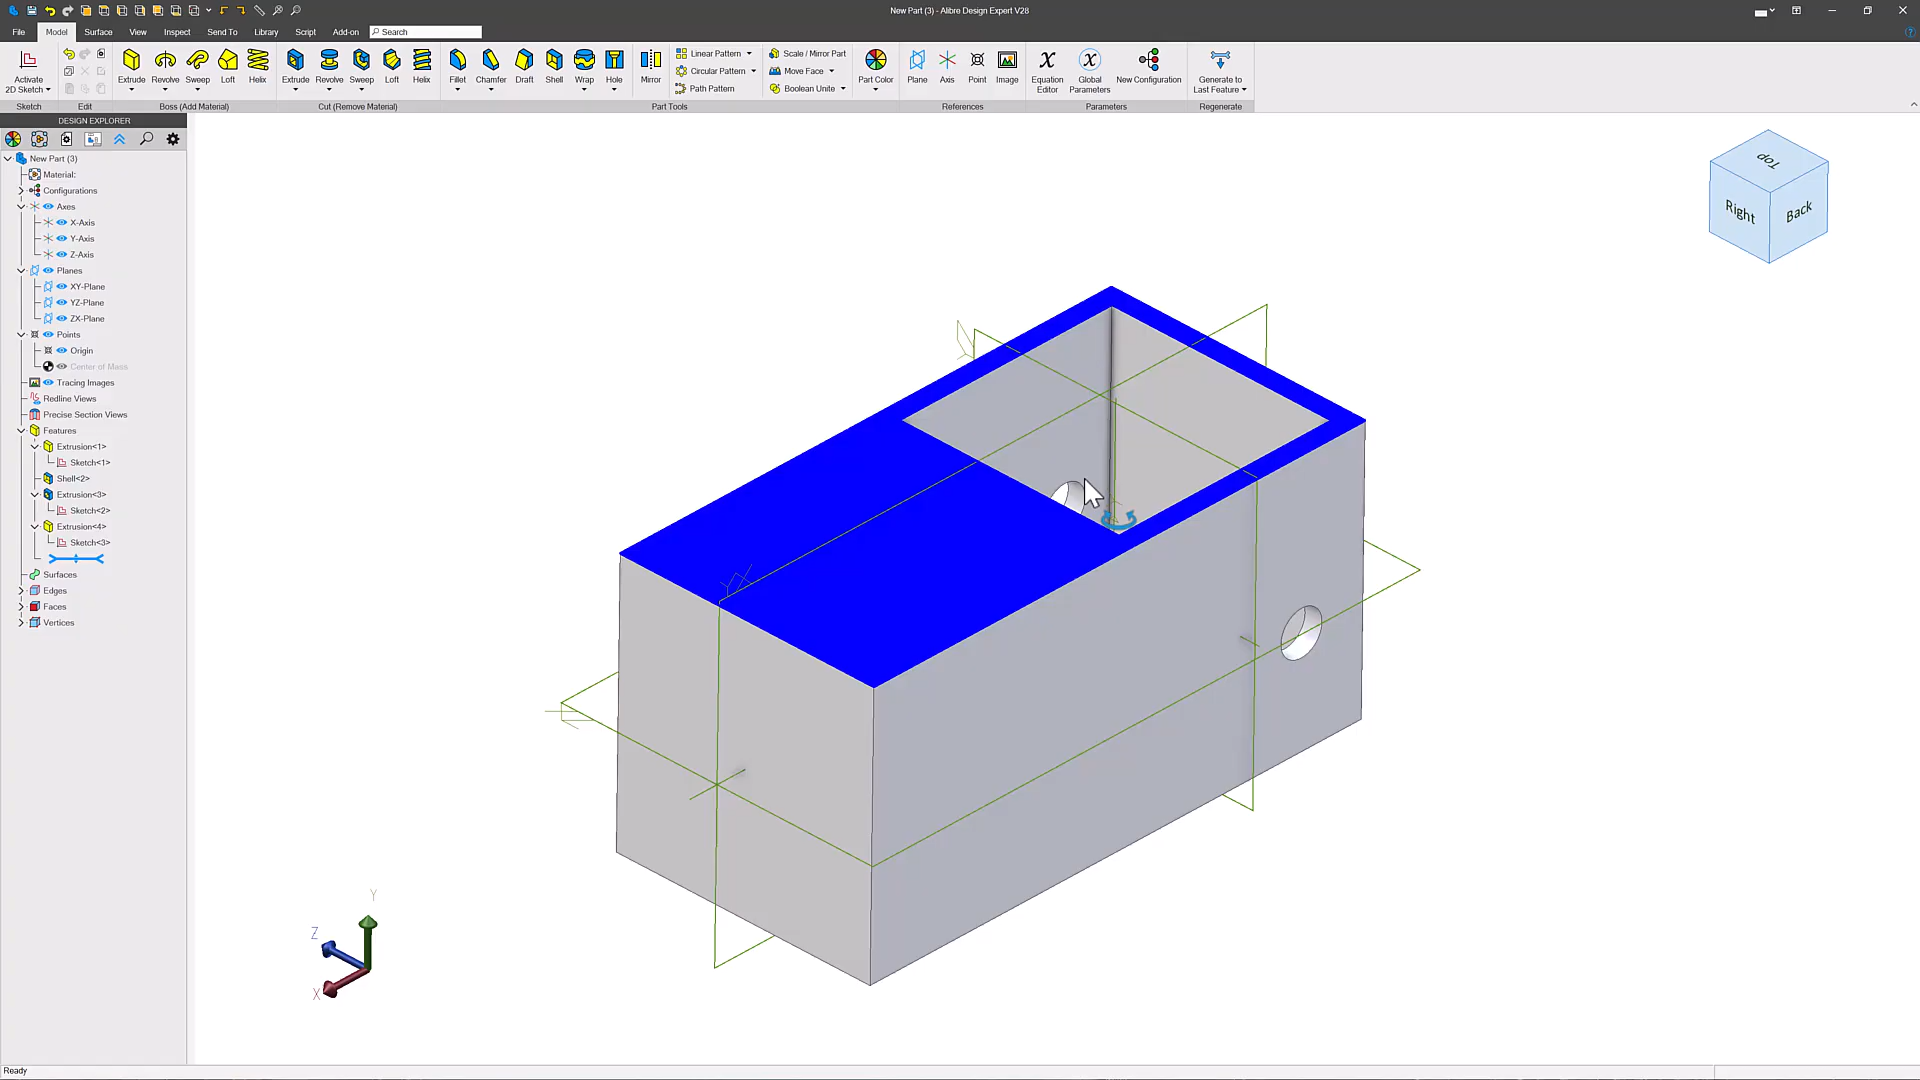 New Part (3) - Alibre Design Expert V28
File Model Surface View Inspect Send To Library Script Add-on Search
Activate
2D Sketch
Extrude Revolve Sweep Loft Helix
Extrude Revolve Sweep Loft Helix
Fillet Chamfer Draft Shell Wrap Hole Mirror
Linear Pattern
Circular Pattern
Path Pattern
Scale / Mirror Part
Move Face
Boolean Unite
Part Color
Plane Axis Point Image
Equation
Editor
Global
Parameters
New Configuration
Generate to
Last Feature
Sketch Edit Boss (Add Material) Cut (Remove Material) Part Tools References Parameters Regenerate
DESIGN EXPLORER
New Part (3)
Material:
Configurations
Axes
X-Axis
Y-Axis
Z-Axis
Planes
XY-Plane
YZ-Plane
ZX-Plane
Points
Origin
Center of Mass
Tracing Images
Redline Views
Precise Section Views
Features
Extrusion<1>
Sketch<1>
Shell<2>
Extrusion<3>
Sketch<2>
Extrusion<4>
Sketch<3>
Surfaces
Edges
Faces
Vertices
Top
Right
Back
Y
Z
X
Ready